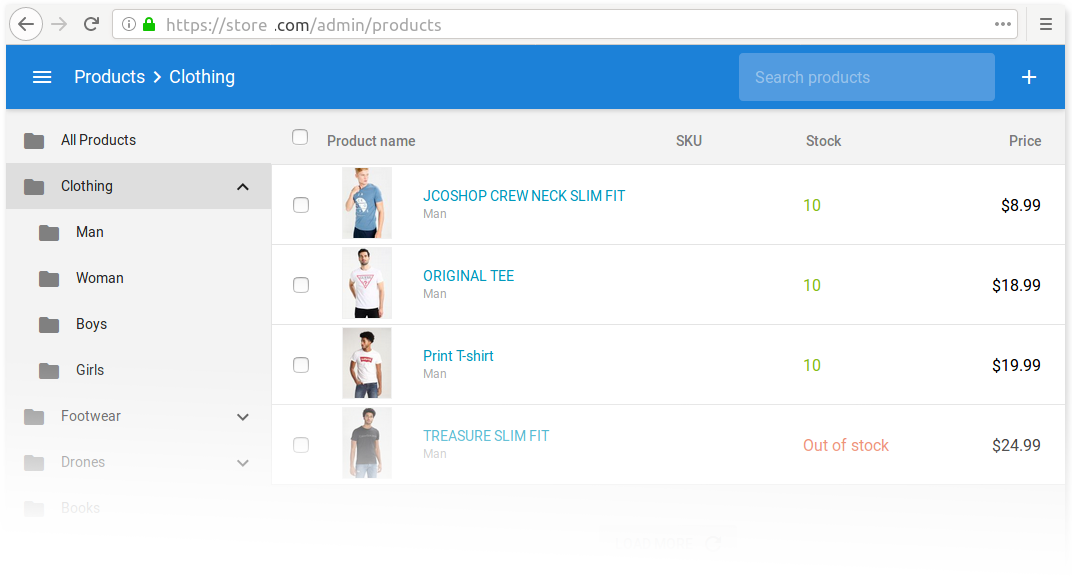 https://store .com/admin/products
Products > Clothing
Search products
All Products
Clothing
Man
Woman
Boys
Girls
Footwear
Drones
Books
Product name SKU Stock Price
JCOSHOP CREW NECK SLIM FIT 10 $8.99
Man
ORIGINAL TEE 10 $18.99
Man
Print T-shirt 10 $19.99
Man
TREASURE SLIM FIT Out of stock $24.99
Man
LOAD MORE